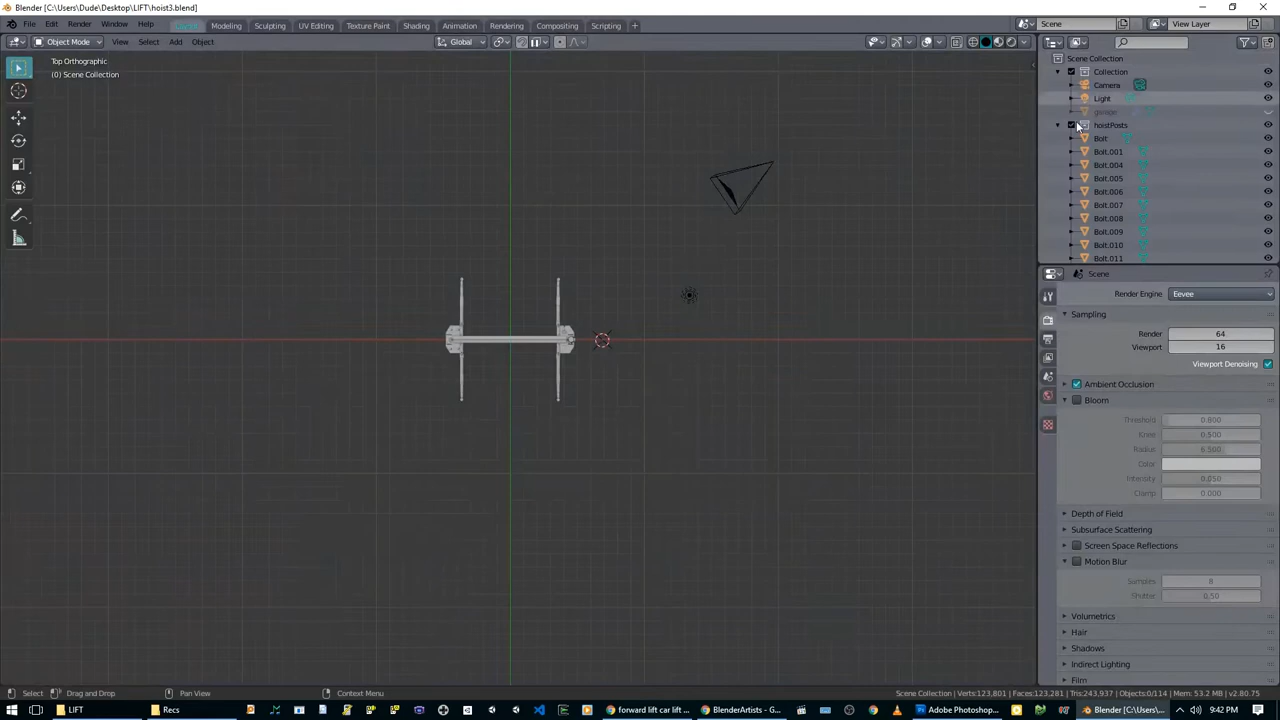 Blender [C:\Users\Dude\Desktop\LIFT\hoist3.blend]
File Edit Render Window Help
Modeling Sculpting UV Editing Texture Paint Shading Animation Rendering Compositing Scripting +
Scene
View Layer
Object Mode View Select Add Object
Global
Top Orthographic
(0) Scene Collection
Scene Collection
Collection
Camera
Light
hoistPosts
Bolt
Bolt.001
Bolt.004
Bolt.005
Bolt.006
Bolt.007
Bolt.008
Bolt.009
Bolt.010
Bolt.011
Scene
Render Engine Eevee
Sampling
Render 64
Viewport 16
Viewport Denoising
Ambient Occlusion
Bloom
Threshold 0.800
Knee 0.500
Radius 6.500
Color
Intensity 0.050
Clamp 0.000
Depth of Field
Subsurface Scattering
Screen Space Reflections
Motion Blur
Samples 8
Shutter 0.50
Volumetrics
Hair
Shadows
Indirect Lighting
Film
Select Drag and Drop Pan View Context Menu
Scene Collection | Verts:123,801 | Faces:123,281 | Tris:243,937 | Objects:0/114 | Mem: 53.2 MB | v2.80.75
LIFT
Recs
forward lift car lift ...
BlenderArtists - G...
Adobe Photoshop...
Blender [C:\Users\...
9:42 PM